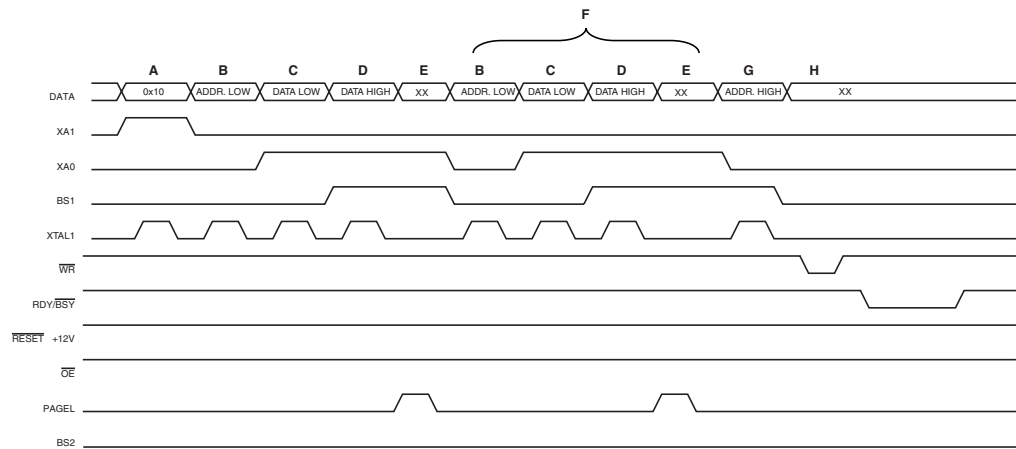 F
A B C D E B C D E G H
DATA 0x10 ADDR. LOW DATA LOW DATA HIGH XX ADDR. LOW DATA LOW DATA HIGH XX ADDR. HIGH XX
XA1
XA0
BS1
XTAL1
WR
RDY/BSY
RESET +12V
OE
PAGEL
BS2